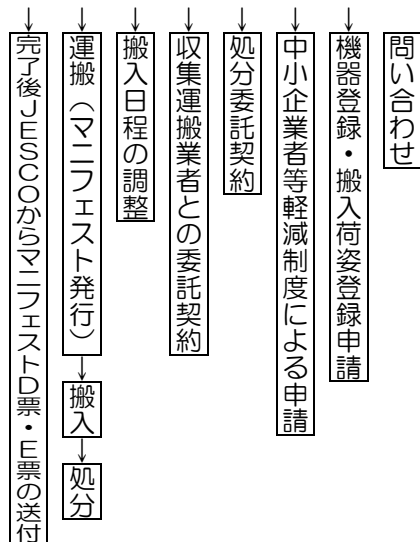 問い合わせ
↓
機器登録・搬入荷姿登録申請
↓
中小企業者等軽減制度による申請
↓
処分委託契約
↓
収集運搬業者との委託契約
↓
搬入日程の調整
↓
運搬（マニフェスト発行）→搬入→処分
↓
完了後JESCOからマニフェストD票・E票の送付